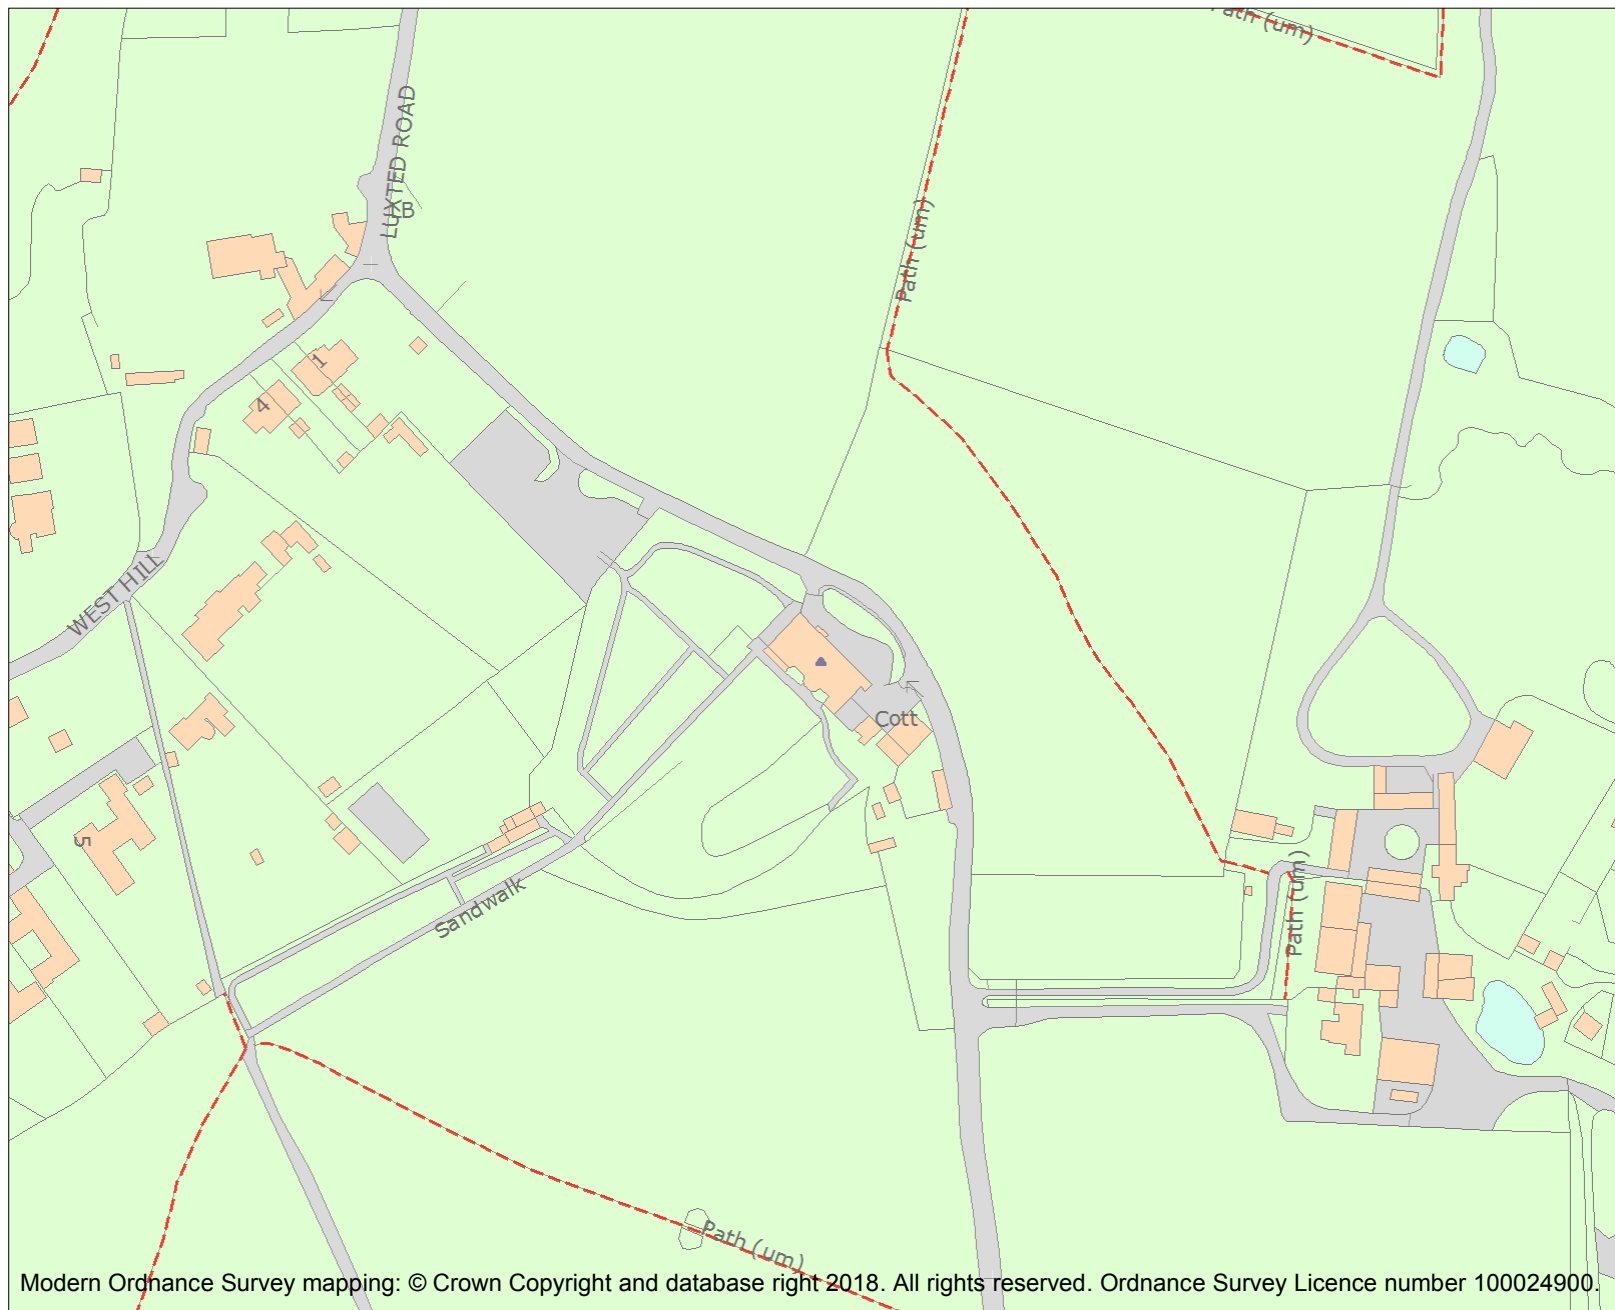 Path (um)
LUXTED ROAD
LB
Path (um)
1
4
WEST HILL
Cott
5
Sandwalk
Path (um)
Path (um)
Modern Ordnance Survey mapping: © Crown Copyright and database right 2018. All rights reserved. Ordnance Survey Licence number 100024900.